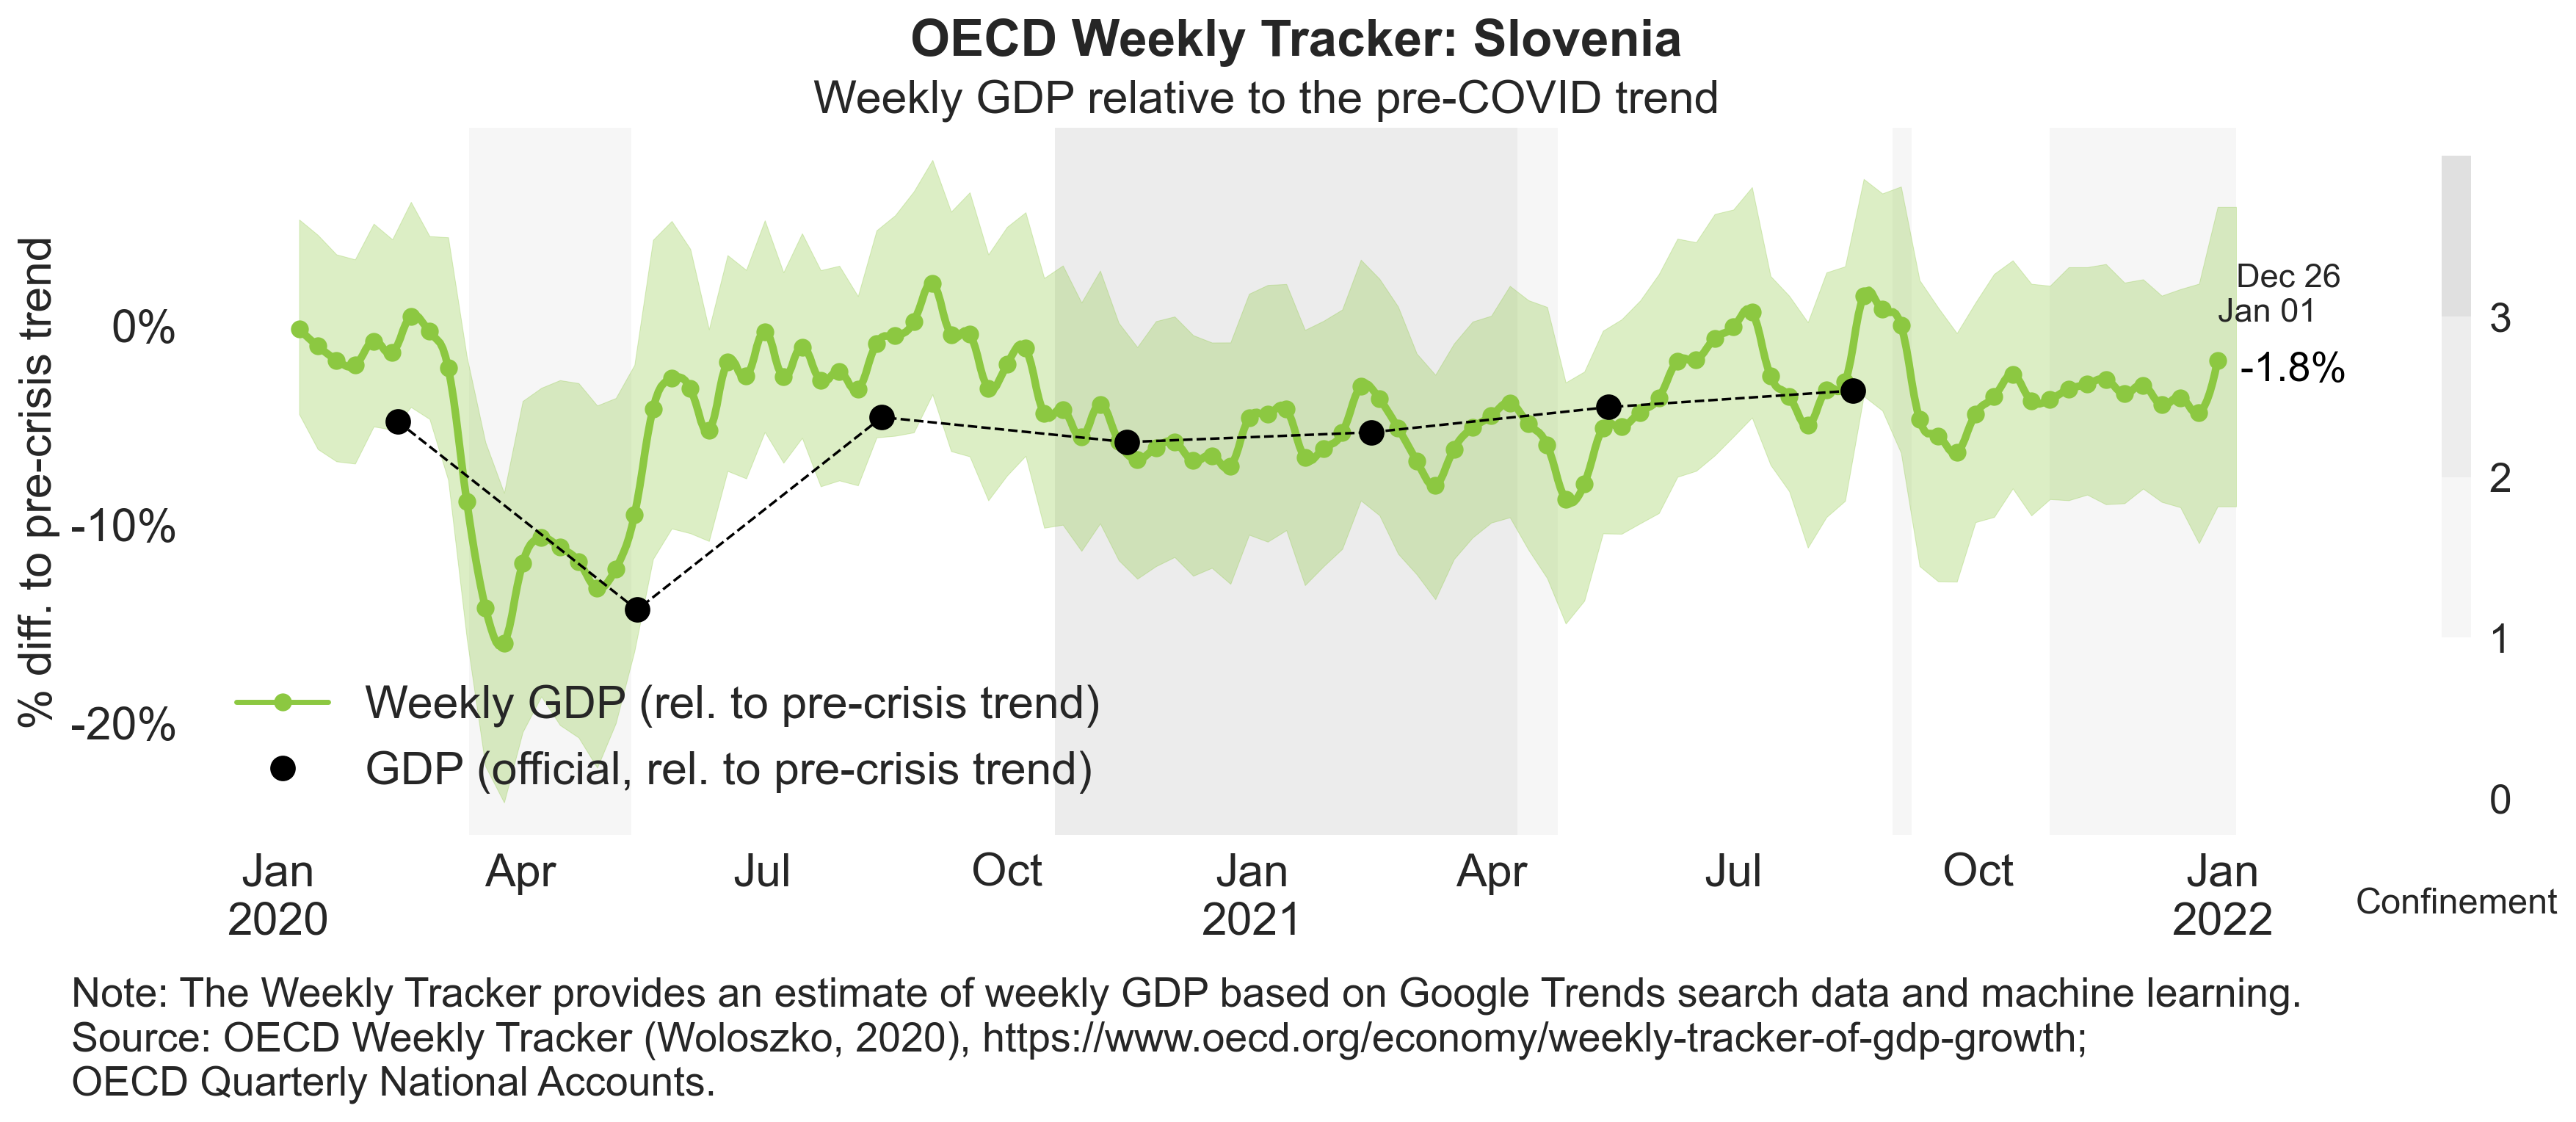 OECD Weekly Tracker: Slovenia
Weekly GDP relative to the pre-COVID trend
% diff. to pre-crisis trend
0%
-10%
-20%
Dec 26
Jan 01
-1.8%
Weekly GDP (rel. to pre-crisis trend)
GDP (official, rel. to pre-crisis trend)
3
2
1
0
Confinement
Jan
2020
Apr
Jul
Oct
Jan
2021
Apr
Jul
Oct
Jan
2022
Note: The Weekly Tracker provides an estimate of weekly GDP based on Google Trends search data and machine learning.
Source: OECD Weekly Tracker (Woloszko, 2020), https://www.oecd.org/economy/weekly-tracker-of-gdp-growth;
OECD Quarterly National Accounts.